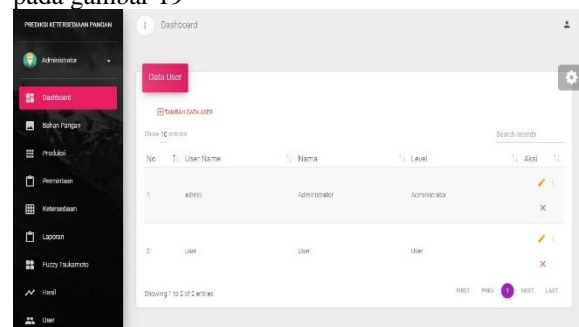 pada gambar 19
PREDIKSI KETERSEDIAAN PANGAN
Dashboard
Administrator
Data User
Dashboard
TAMBAH DATA USER
Bahan Pangan
Show 10 entries
Search records
Produksi
No User Name Nama Level Aksi
Permintaan
1 admin Administrator Administrator
Ketersediaan
Laporan
2 user User User
Fuzzy Tsukamoto
Hasil
Showing 1 to 2 of 2 entries
FIRST PREV 1 NEXT LAST
User